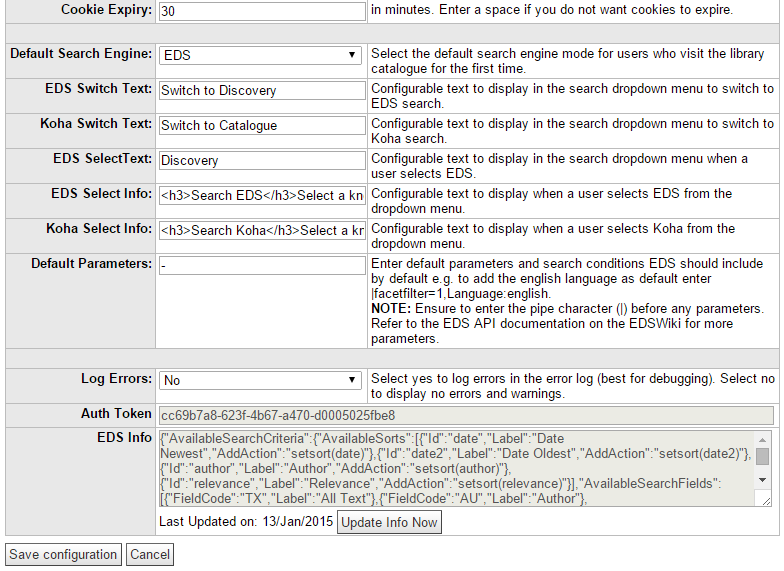 Cookie Expiry: 30 in minutes. Enter a space if you do not want cookies to expire.
Default Search Engine: EDS Select the default search engine mode for users who visit the library
catalogue for the first time.
EDS Switch Text: Switch to Discovery Configurable text to display in the search dropdown menu to switch to
EDS search.
Koha Switch Text: Switch to Catalogue Configurable text to display in the search dropdown menu to switch to
Koha search.
EDS SelectText: Discovery Configurable text to display in the search dropdown menu when a
user selects EDS.
EDS Select Info: <h3>Search EDS</h3>Select a kn Configurable text to display when a user selects EDS from the
dropdown menu.
Koha Select Info: <h3>Search Koha</h3>Select a kn Configurable text to display when a user selects Koha from the
dropdown menu.
Default Parameters: - Enter default parameters and search conditions EDS should include
by default e.g. to add the english language as default enter
|facetfilter=1,Language:english.
NOTE: Ensure to enter the pipe character (|) before any parameters.
Refer to the EDS API documentation on the EDSWiki for more
parameters.
Log Errors: No Select yes to log errors in the error log (best for debugging). Select no
to display no errors and warnings.
Auth Token cc69b7a8-623f-4b67-a470-d0005025fbe8
EDS Info {"AvailableSearchCriteria":{"AvailableSorts":[{"Id":"date","Label":"Date
Newest","AddAction":"setsort(date)"},{"Id":"date2","Label":"Date Oldest","AddAction":"setsort(date2)"},
{"Id":"author","Label":"Author","AddAction":"setsort(author)"},
{"Id":"relevance","Label":"Relevance","AddAction":"setsort(relevance)"}],"AvailableSearchFields":
[{"FieldCode":"TX","Label":"All Text"},{"FieldCode":"AU","Label":"Author"},
Last Updated on: 13/Jan/2015 Update Info Now
Save configuration Cancel